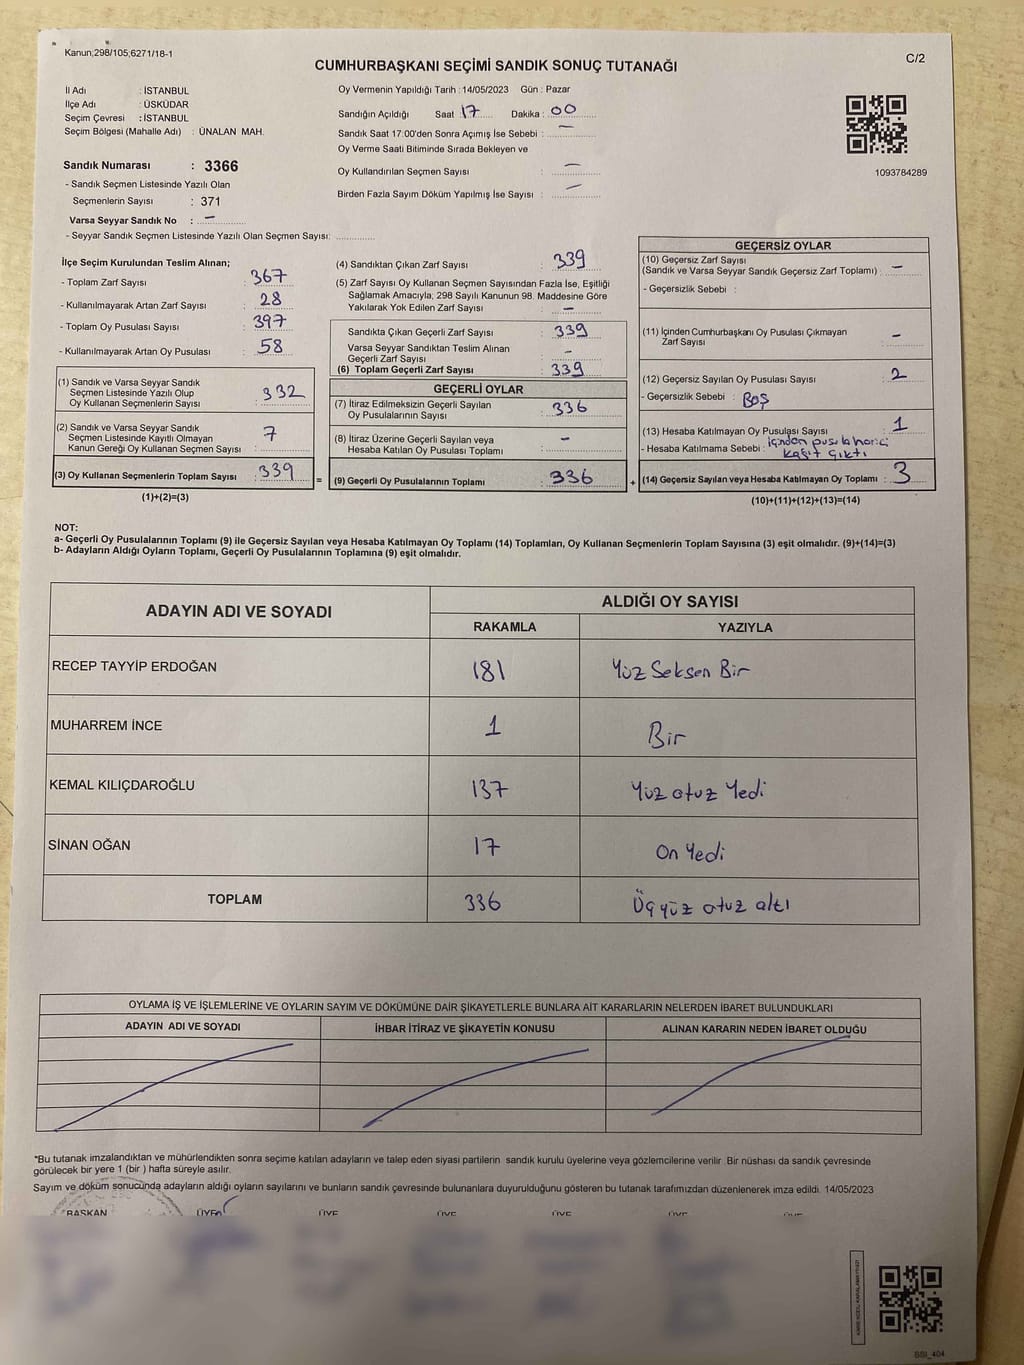 Kanun;298/105;6271/18-1
C/2
CUMHURBAŞKANI SEÇİMİ SANDIK SONUÇ TUTANAĞI
İl Adı : İSTANBUL
İlçe Adı : ÜSKÜDAR
Seçim Çevresi : İSTANBUL
Seçim Bölgesi (Mahalle Adı) : ÜNALAN MAH.
Sandık Numarası : 3366
- Sandık Seçmen Listesinde Yazılı Olan
Seçmenlerin Sayısı : 371
Varsa Seyyar Sandık No : –
- Seyyar Sandık Seçmen Listesinde Yazılı Olan Seçmen Sayısı:
Oy Vermenin Yapıldığı Tarih : 14/05/2023 Gün : Pazar
Sandığın Açıldığı Saat 17 Dakika : 00
Sandık Saat 17:00'den Sonra Açımış İse Sebebi : –
Oy Verme Saati Bitiminde Sırada Bekleyen ve
Oy Kullandırılan Seçmen Sayısı : –
Birden Fazla Sayım Döküm Yapılmış İse Sayısı : –
1093784289
İlçe Seçim Kurulundan Teslim Alınan;
- Toplam Zarf Sayısı : 367
- Kullanılmayarak Artan Zarf Sayısı : 28
- Toplam Oy Pusulası Sayısı : 397
- Kullanılmayarak Artan Oy Pusulası : 58
(1) Sandık ve Varsa Seyyar Sandık
Seçmen Listesinde Yazılı Olup
Oy Kullanan Seçmenlerin Sayısı : 332
(2) Sandık ve Varsa Seyyar Sandık
Seçmen Listesinde Kayıtlı Olmayan
Kanun Gereği Oy Kullanan Seçmen Sayısı : 7
(3) Oy Kullanan Seçmenlerin Toplam Sayısı : 339
(1)+(2)=(3)
(4) Sandıktan Çıkan Zarf Sayısı : 339
(5) Zarf Sayısı Oy Kullanan Seçmen Sayısından Fazla İse, Eşitliği
Sağlamak Amacıyla, 298 Sayılı Kanunun 98. Maddesine Göre
Yakılarak Yok Edilen Zarf Sayısı : –
Sandıkta Çıkan Geçerli Zarf Sayısı : 339
Varsa Seyyar Sandıktan Teslim Alınan
Geçerli Zarf Sayısı : –
(6) Toplam Geçerli Zarf Sayısı : 339
GEÇERLİ OYLAR
(7) İtiraz Edilmeksizin Geçerli Sayılan
Oy Pusulalarının Sayısı : 336
(8) İtiraz Üzerine Geçerli Sayılan veya
Hesaba Katılan Oy Pusulası Toplamı : –
= (9) Geçerli Oy Pusulalarının Toplamı : 336 +
GEÇERSİZ OYLAR
(10) Geçersiz Zarf Sayısı
(Sandık ve Varsa Seyyar Sandık Geçersiz Zarf Toplamı) : –
- Geçersizlik Sebebi :
(11) İçinden Cumhurbaşkanı Oy Pusulası Çıkmayan
Zarf Sayısı : –
(12) Geçersiz Sayılan Oy Pusulası Sayısı : 2
- Geçersizlik Sebebi : Boş
(13) Hesaba Katılmayan Oy Pusulası Sayısı : 1
- Hesaba Katılmama Sebebi : içinden pusula harici
kağıt çıktı
(14) Geçersiz Sayılan veya Hesaba Katılmayan Oy Toplamı : 3
(10)+(11)+(12)+(13)=(14)
NOT:
a- Geçerli Oy Pusulalarının Toplamı (9) ile Geçersiz Sayılan veya Hesaba Katılmayan Oy Toplamı (14) Toplamları, Oy Kullanan Seçmenlerin Toplam Sayısına (3) eşit olmalıdır. (9)+(14)=(3)
b- Adayların Aldığı Oyların Toplamı, Geçerli Oy Pusulalarının Toplamına (9) eşit olmalıdır.
ADAYIN ADI VE SOYADI
ALDIĞI OY SAYISI
RAKAMLA YAZIYLA
RECEP TAYYİP ERDOĞAN 181 Yüz Seksen Bir
MUHARREM İNCE 1 Bir
KEMAL KILIÇDAROĞLU 137 Yüz otuz Yedi
SİNAN OĞAN 17 On Yedi
TOPLAM 336 Üçyüz otuz altı
OYLAMA İŞ VE İŞLEMLERİNE VE OYLARIN SAYIM VE DÖKÜMÜNE DAİR ŞİKAYETLERLE BUNLARA AİT KARARLARIN NELERDEN İBARET BULUNDUKLARI
ADAYIN ADI VE SOYADI İHBAR İTİRAZ VE ŞİKAYETİN KONUSU ALINAN KARARIN NEDEN İBARET OLDUĞU
*Bu tutanak imzalandıktan ve mühürlendikten sonra seçime katılan adayların ve talep eden siyasi partilerin sandık kurulu üyelerine veya gözlemcilerine verilir. Bir nüshası da sandık çevresinde
görülecek bir yere 1 (bir ) hafta süreyle asılır.
Sayım ve döküm sonucunda adayların aldığı oyların sayılarını ve bunların sandık çevresinde bulunanlara duyurulduğunu gösteren bu tutanak tarafımızdan düzenlenerek imza edildi. 14/05/2023
BAŞKAN ÜYE ÜYE ÜYE ÜYE ÜYE
BSI_404